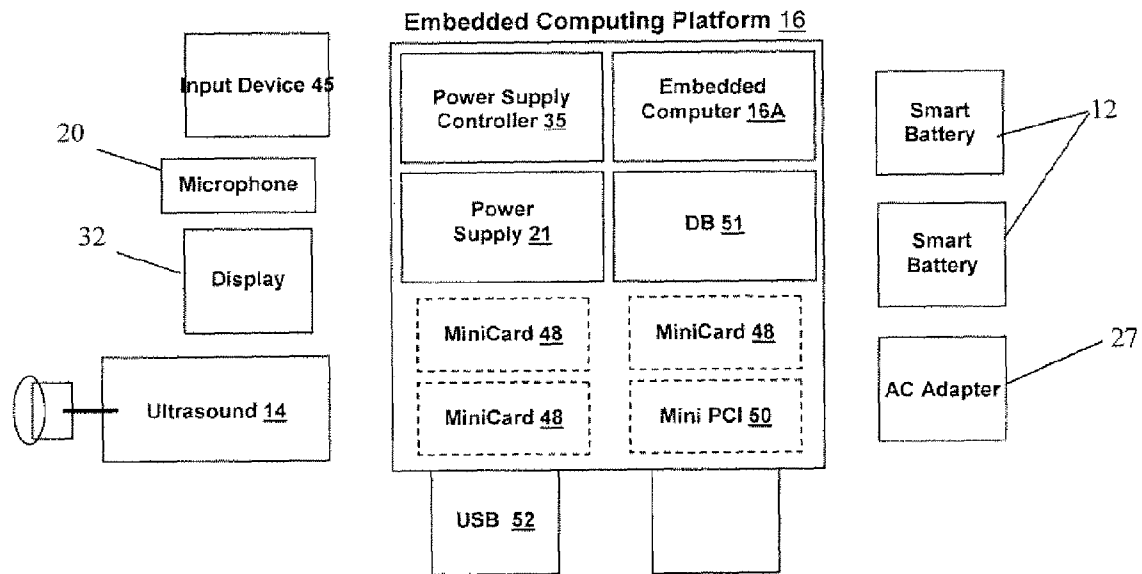 Embedded Computing Platform 16
Input Device 45
20
Microphone
32
Display
Ultrasound 14
Power Supply
Controller 35
Embedded
Computer 16A
Power
Supply 21
DB 51
MiniCard 48
MiniCard 48
MiniCard 48
Mini PCI 50
USB 52
Smart
Battery
12
Smart
Battery
27
AC Adapter